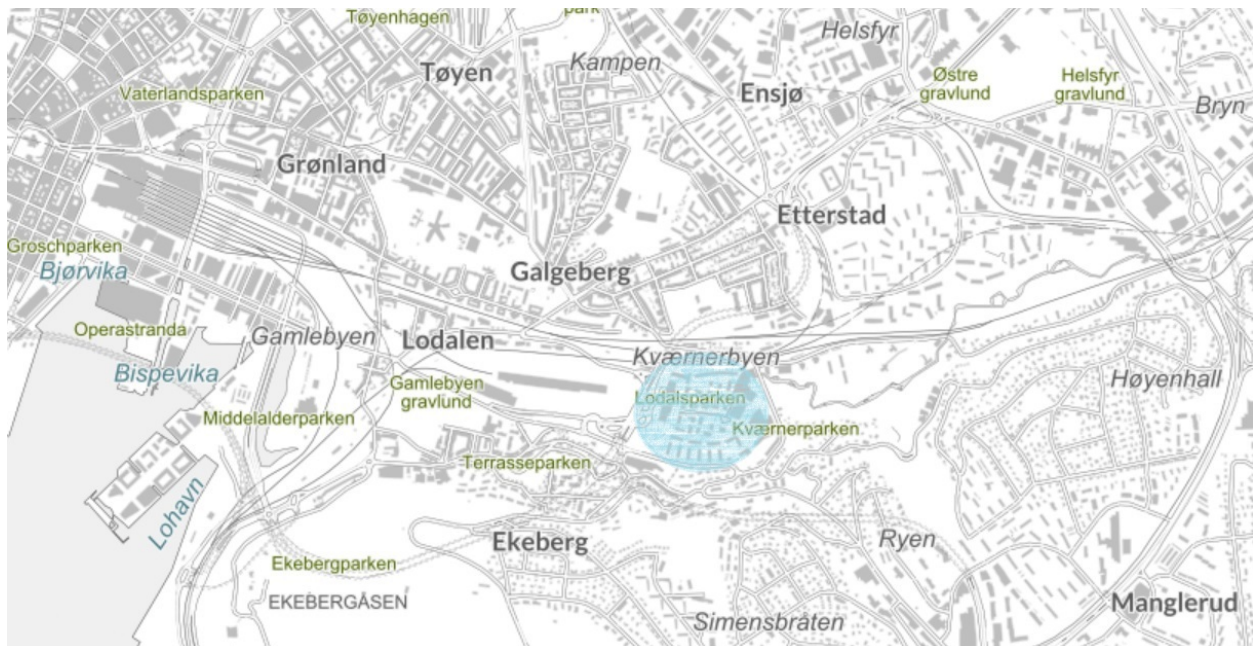 Tøyenhagen
park
Helsfyr
Kampen
Tøyen
Østre
gravlund
Helsfyr
gravlund
Ensjø
Vaterlandsparken
Bryn
Grønland
Etterstad
Groschparken
Bjørvika
Galgeberg
Operastranda
Gamlebyen
Lodalen
Kværnerbyen
Bispevika
Høyenhall
Gamlebyen
gravlund
Lodalsparken
Middelalderparken
Kværnerparken
Terrasseparken
Lohavn
Ekeberg
Ryen
Ekebergparken
EKEBERGÅSEN
Manglerud
Simensbråten